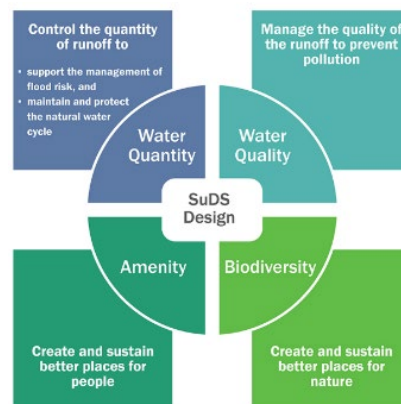 Control the quantity
of runoff to
• support the management of
flood risk, and
• maintain and protect
the natural water
cycle
Manage the quality of
the runoff to prevent
pollution
Water
Quantity
Water
Quality
SuDS
Design
Amenity
Biodiversity
Create and sustain
better places for
people
Create and sustain
better places for
nature